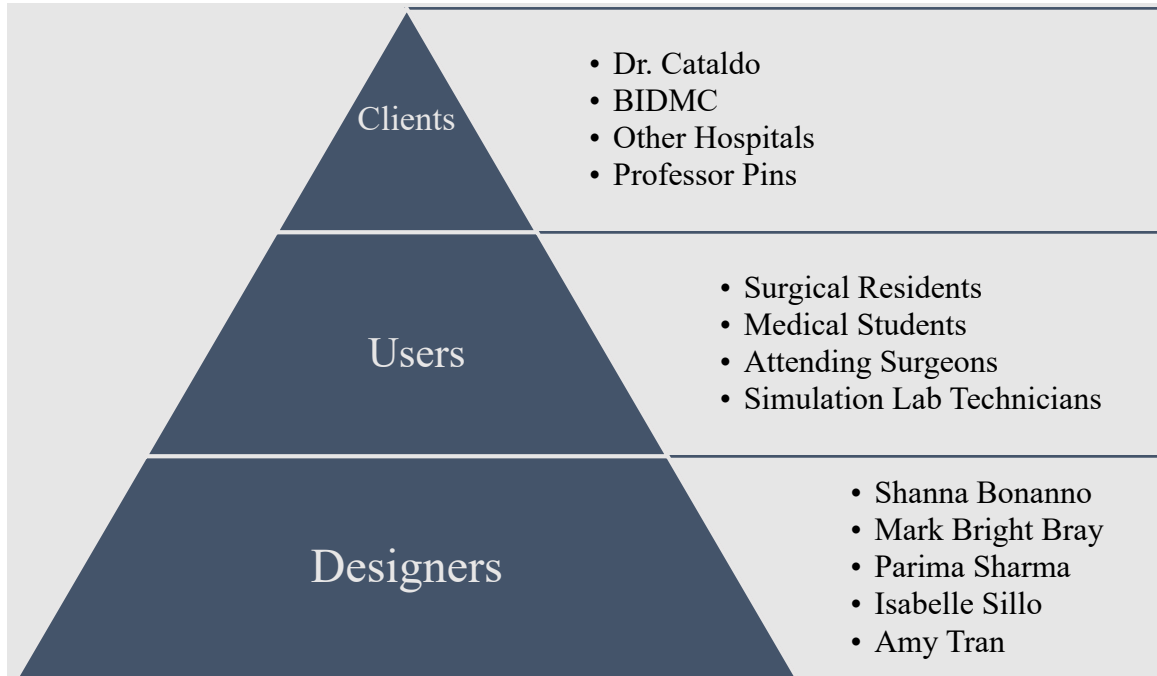 Clients
• Dr. Cataldo
• BIDMC
• Other Hospitals
• Professor Pins
Users
• Surgical Residents
• Medical Students
• Attending Surgeons
• Simulation Lab Technicians
Designers
• Shanna Bonanno
• Mark Bright Bray
• Parima Sharma
• Isabelle Sillo
• Amy Tran